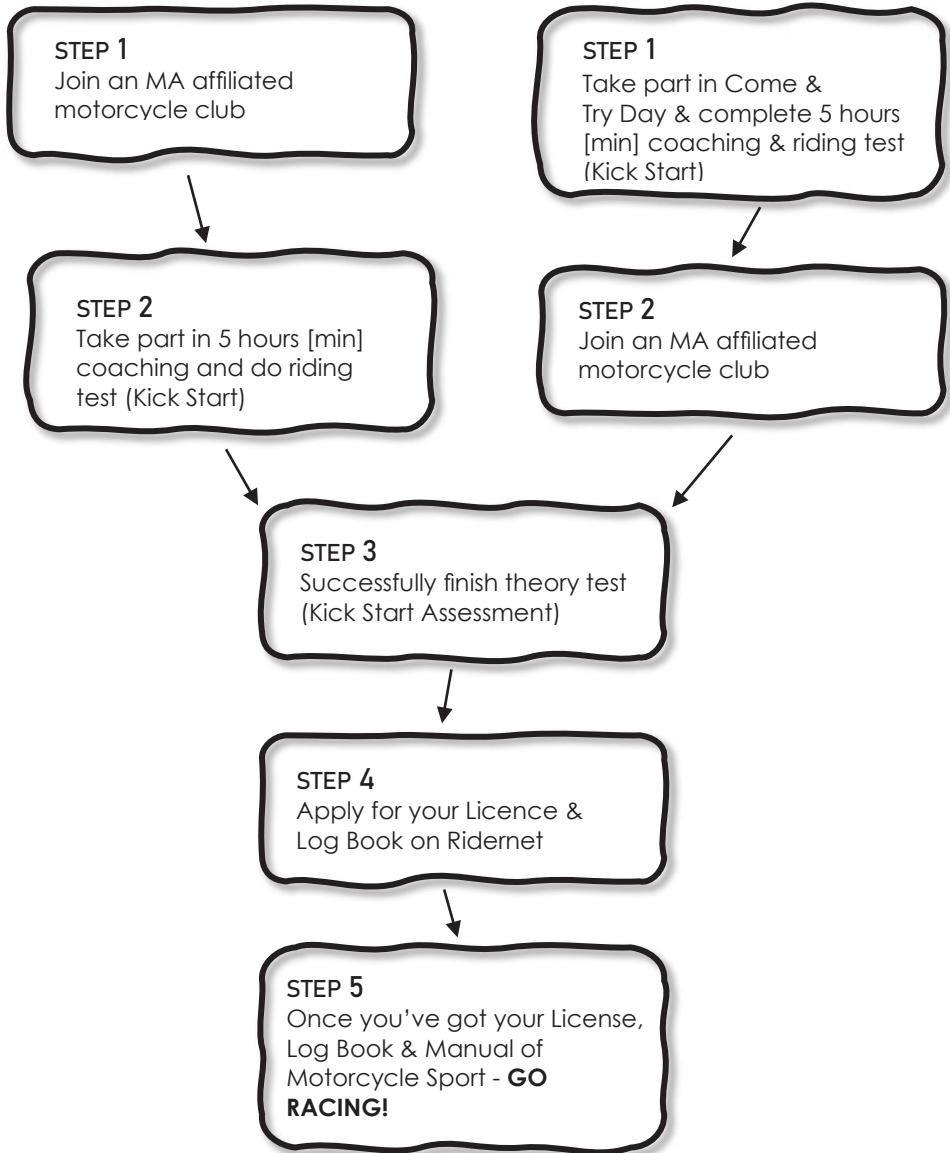 STEP 1
Join an MA affiliated
motorcycle club
STEP 1
Take part in Come &
Try Day & complete 5 hours
[min] coaching & riding test
(Kick Start)
STEP 2
Take part in 5 hours [min]
coaching and do riding
test (Kick Start)
STEP 2
Join an MA affiliated
motorcycle club
STEP 3
Successfully finish theory test
(Kick Start Assessment)
STEP 4
Apply for your Licence &
Log Book on Ridernet
STEP 5
Once you've got your License,
Log Book & Manual of
Motorcycle Sport - GO
RACING!